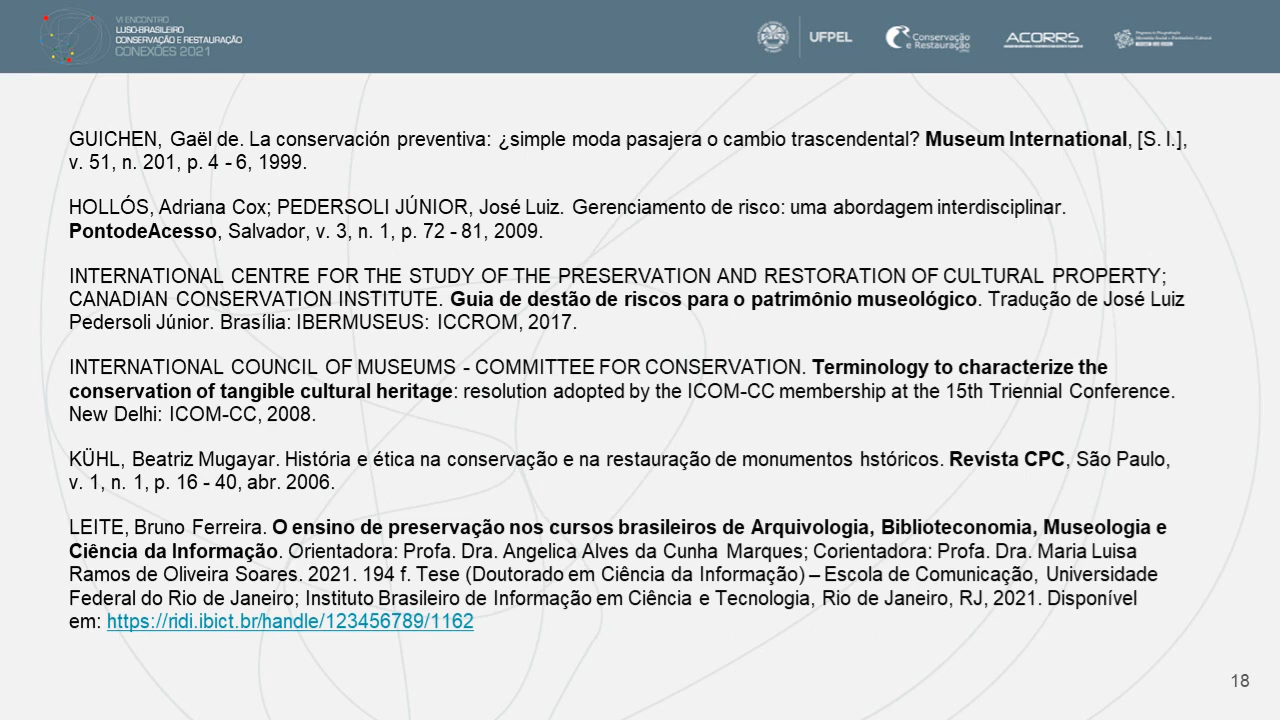 VI ENCONTRO
LUSO-BRASILEIRO
CONSERVAÇÃO E RESTAURAÇÃO
CONEXÕES 2021
UFPEL
Conservação
e Restauração
ACORRS
GUICHEN, Gaël de. La conservación preventiva: ¿simple moda pasajera o cambio trascendental? Museum International, [S. l.],
v. 51, n. 201, p. 4 - 6, 1999.
HOLLÓS, Adriana Cox; PEDERSOLI JÚNIOR, José Luiz. Gerenciamento de risco: uma abordagem interdisciplinar.
PontodeAcesso, Salvador, v. 3, n. 1, p. 72 - 81, 2009.
INTERNATIONAL CENTRE FOR THE STUDY OF THE PRESERVATION AND RESTORATION OF CULTURAL PROPERTY;
CANADIAN CONSERVATION INSTITUTE. Guia de destão de riscos para o patrimônio museológico. Tradução de José Luiz
Pedersoli Júnior. Brasília: IBERMUSEUS: ICCROM, 2017.
INTERNATIONAL COUNCIL OF MUSEUMS - COMMITTEE FOR CONSERVATION. Terminology to characterize the
conservation of tangible cultural heritage: resolution adopted by the ICOM-CC membership at the 15th Triennial Conference.
New Delhi: ICOM-CC, 2008.
KÜHL, Beatriz Mugayar. História e ética na conservação e na restauração de monumentos hstóricos. Revista CPC, São Paulo,
v. 1, n. 1, p. 16 - 40, abr. 2006.
LEITE, Bruno Ferreira. O ensino de preservação nos cursos brasileiros de Arquivologia, Biblioteconomia, Museologia e
Ciência da Informação. Orientadora: Profa. Dra. Angelica Alves da Cunha Marques; Corientadora: Profa. Dra. Maria Luisa
Ramos de Oliveira Soares. 2021. 194 f. Tese (Doutorado em Ciência da Informação) – Escola de Comunicação, Universidade
Federal do Rio de Janeiro; Instituto Brasileiro de Informação em Ciência e Tecnologia, Rio de Janeiro, RJ, 2021. Disponível
em: https://ridi.ibict.br/handle/123456789/1162
18